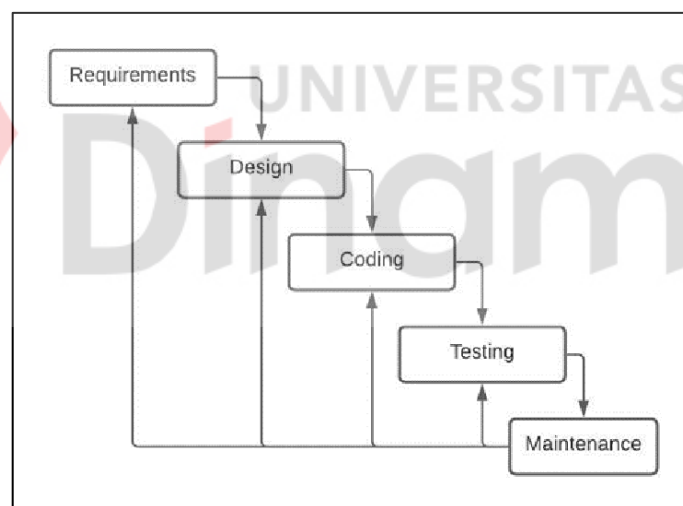 Requirements
UNIVERSITAS
Dinam
Design
Coding
Testing
Maintenance